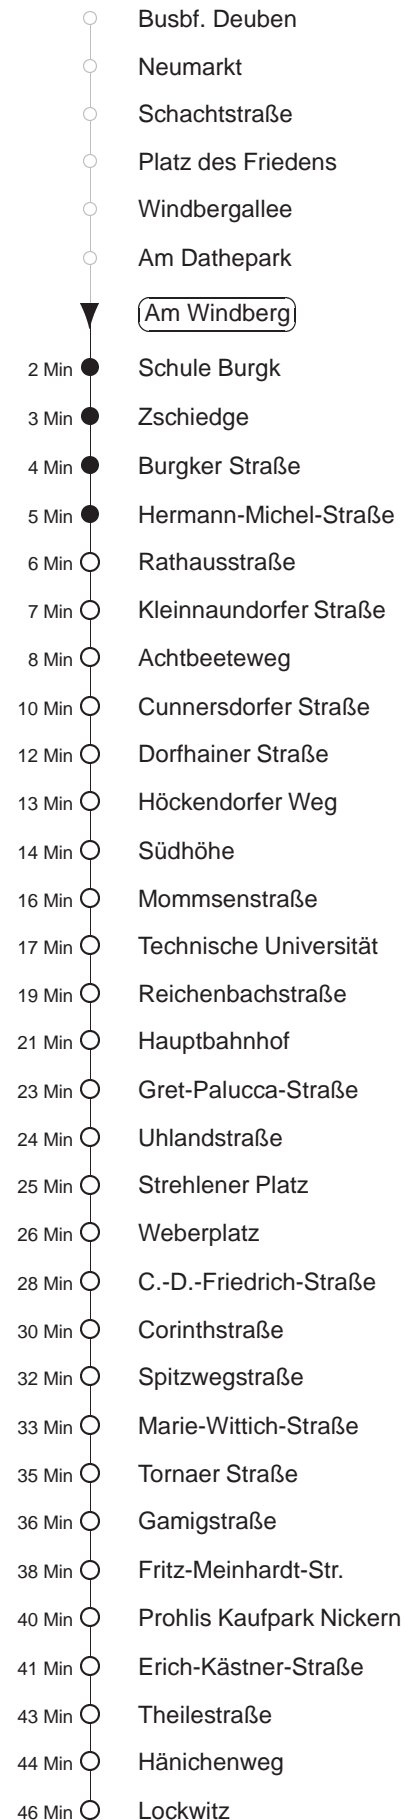 Busbf. Deuben
Neumarkt
Schachtstraße
Platz des Friedens
Windbergallee
Am Dathepark
Am Windberg
2 Min Schule Burgk
3 Min Zschiedge
4 Min Burgker Straße
5 Min Hermann-Michel-Straße
6 Min Rathausstraße
7 Min Kleinnaundorfer Straße
8 Min Achtbeeteweg
10 Min Cunnersdorfer Straße
12 Min Dorfhainer Straße
13 Min Höckendorfer Weg
14 Min Südhöhe
16 Min Mommsenstraße
17 Min Technische Universität
19 Min Reichenbachstraße
21 Min Hauptbahnhof
23 Min Gret-Palucca-Straße
24 Min Uhlandstraße
25 Min Strehlener Platz
26 Min Weberplatz
28 Min C.-D.-Friedrich-Straße
30 Min Corinthstraße
32 Min Spitzwegstraße
33 Min Marie-Wittich-Straße
35 Min Tornaer Straße
36 Min Gamigstraße
38 Min Fritz-Meinhardt-Str.
40 Min Prohlis Kaufpark Nickern
41 Min Erich-Kästner-Straße
43 Min Theilestraße
44 Min Hänichenweg
46 Min Lockwitz